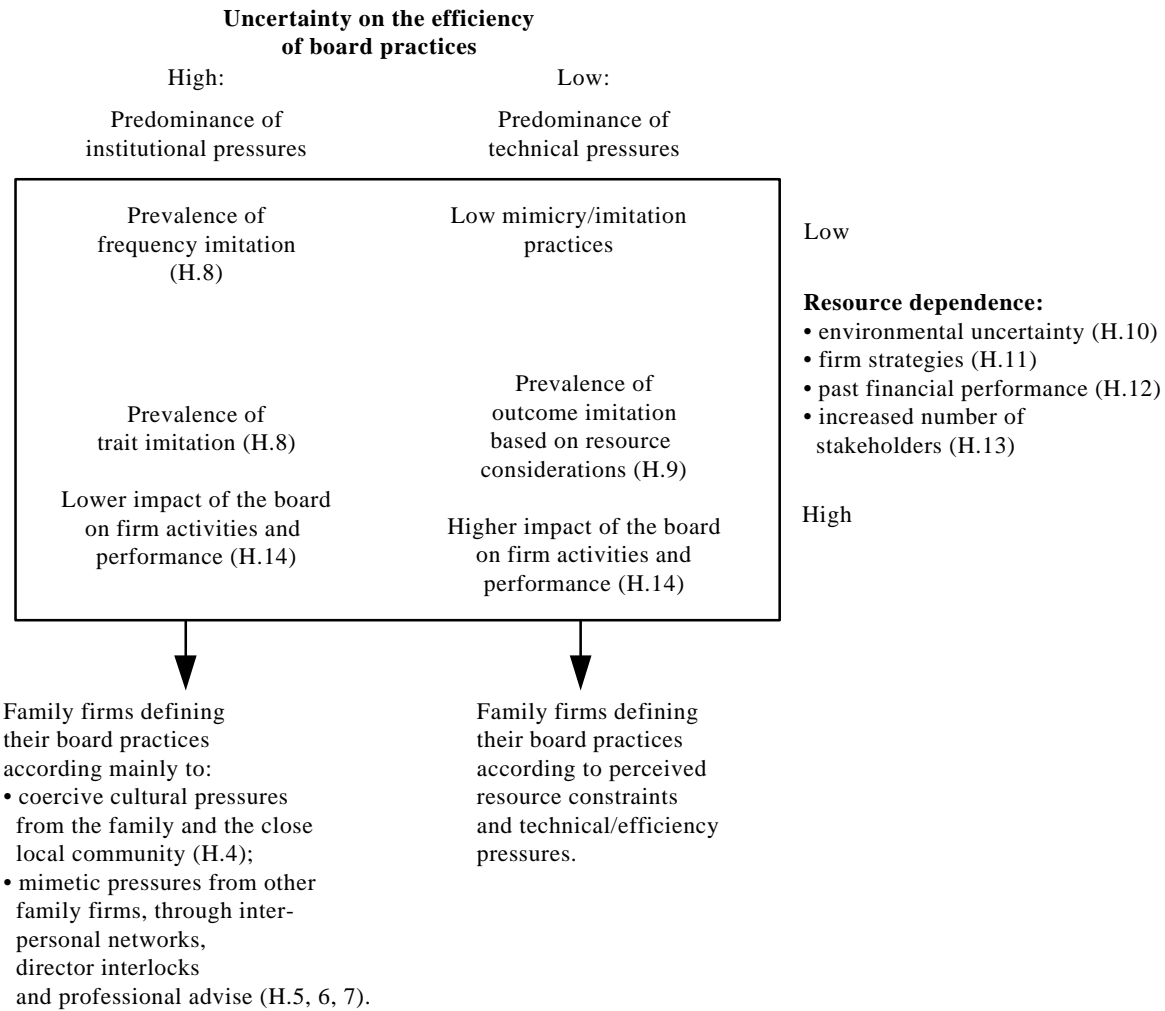 Uncertainty on the efficiency
of board practices
High:
Low:
Predominance of
institutional pressures
Predominance of
technical pressures
Prevalence of
frequency imitation
(H.8)
Low mimicry/imitation
practices
Low
Resource dependence:
• environmental uncertainty (H.10)
• firm strategies (H.11)
• past financial performance (H.12)
• increased number of
stakeholders (H.13)
Prevalence of
trait imitation (H.8)
Prevalence of
outcome imitation
based on resource
considerations (H.9)
Lower impact of the board
on firm activities and
performance (H.14)
Higher impact of the board
on firm activities and
performance (H.14)
High
Family firms defining
their board practices
according mainly to:
• coercive cultural pressures
from the family and the close
local community (H.4);
• mimetic pressures from other
family firms, through inter-
personal networks,
director interlocks
and professional advise (H.5, 6, 7).
Family firms defining
their board practices
according to perceived
resource constraints
and technical/efficiency
pressures.